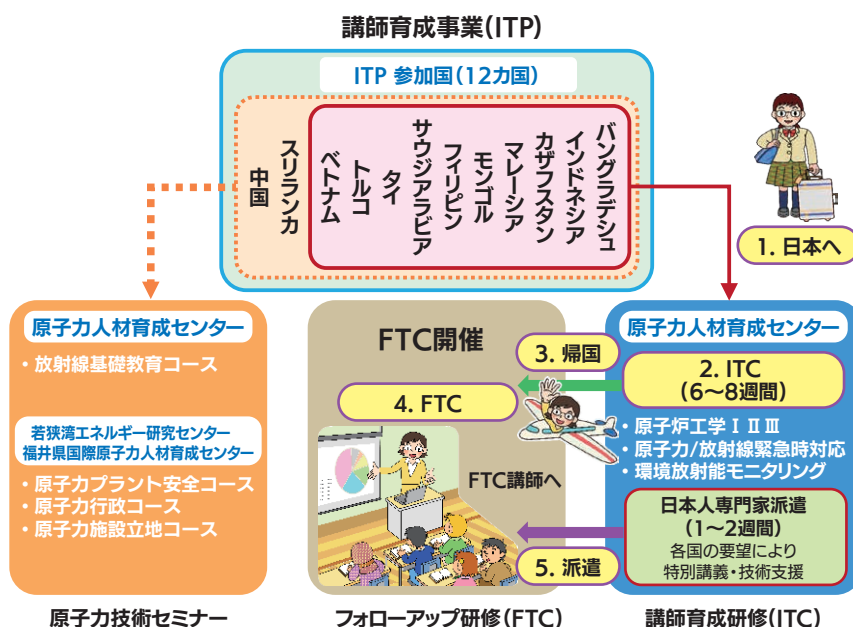 講師育成事業(ITP)
ITP 参加国(12カ国)
中国
スリランカ
ベトナム
トルコ
タイ
サウジアラビア
フィリピン
モンゴル
マレーシア
カザフスタン
インドネシア
バングラデシュ
1. 日本へ
原子力人材育成センター
・放射線基礎教育コース
若狭湾エネルギー研究センター
福井県国際原子力人材育成センター
・原子力プラント安全コース
・原子力行政コース
・原子力施設立地コース
原子力技術セミナー
FTC開催
3. 帰国
4. FTC
FTC講師へ
5. 派遣
フォローアップ研修(FTC)
原子力人材育成センター
2. ITC
(6~8週間)
・原子炉工学 I II III
・原子力/放射線緊急時対応
・環境放射能モニタリング
日本人専門家派遣
(1~2週間)
各国の要望により
特別講義・技術支援
講師育成研修(ITC)